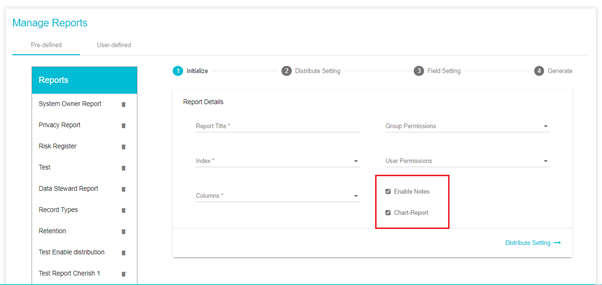 Manage Reports
Pre-defined
User-defined
Reports
System Owner Report
Privacy Report
Risk Register
Test
Data Steward Report
Record Types
Retention
Test Enable distribution
Test Report Cherish 1
1 Initialize
2 Distribute Setting
3 Field Setting
4 Generate
Report Details
Report Title *
Group Permissions
Index *
User Permissions
Columns *
Enable Notes
Chart-Report
Distribute Setting →